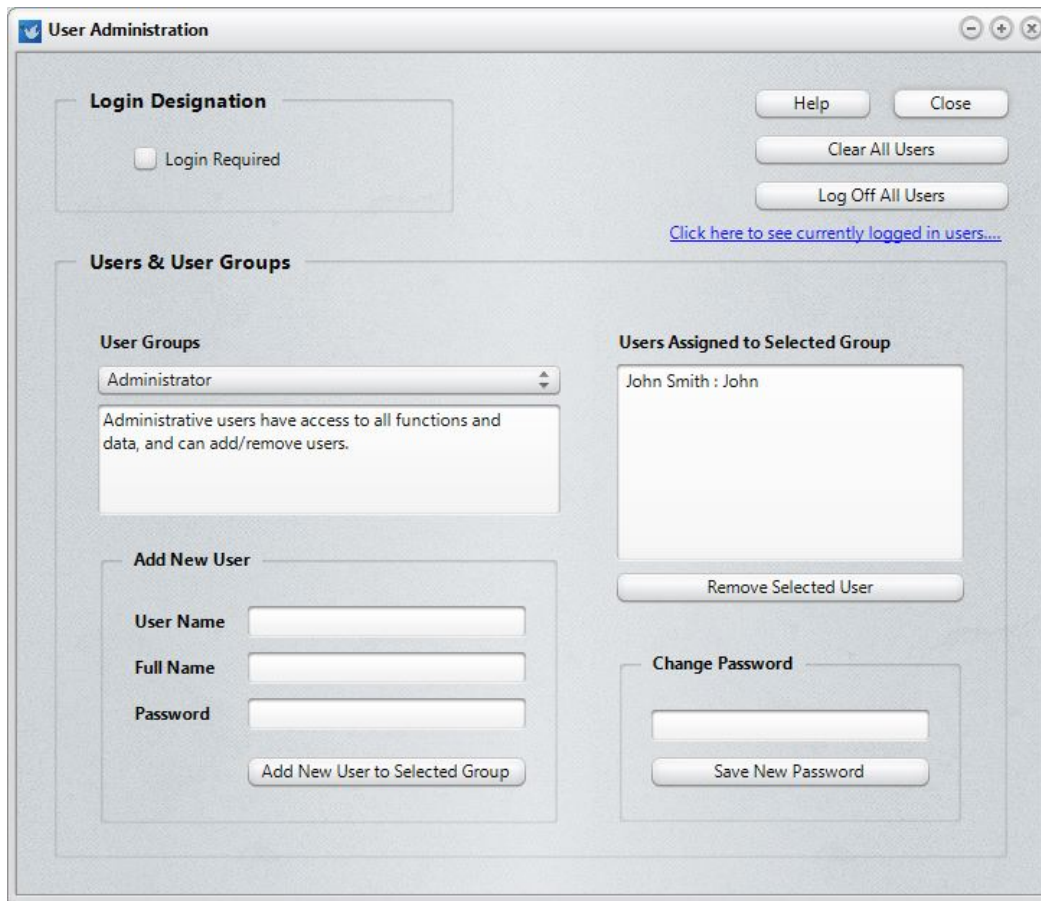 User Administration
Login Designation
Login Required
Help
Close
Clear All Users
Log Off All Users
Click here to see currently logged in users....
Users & User Groups
User Groups
Administrator
Administrative users have access to all functions and
data, and can add/remove users.
Users Assigned to Selected Group
John Smith : John
Remove Selected User
Add New User
User Name
Full Name
Password
Add New User to Selected Group
Change Password
Save New Password